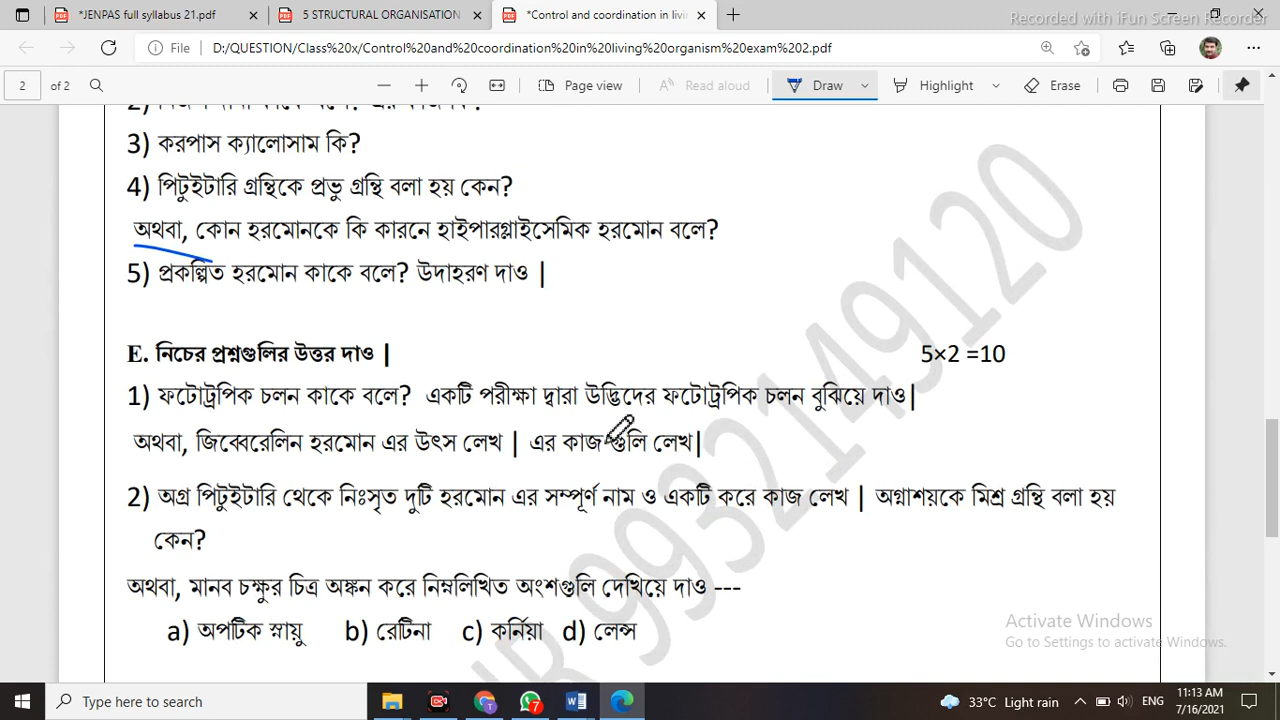 *JENPAS full syllabus 21.pdf
5 STRUCTURAL ORGANISATION
*Control and coordination in livi
Recorded with iFun Screen Recorder
File
D:/QUESTION/Class%20x/Control%20and%20coordination%20in%20living%20organism%20exam%202.pdf
2 of 2
Page view
Read aloud
Draw
Highlight
Erase
3) করপাস ক্যালোসাম কি?
4) পিটুইটারি গ্রন্থিকে প্রভু গ্রন্থি বলা হয় কেন?
অথবা, কোন হরমোনকে কি কারনে হাইপারগ্লাইসেমিক হরমোন বলে?
5) প্রকল্পিত হরমোন কাকে বলে? উদাহরণ দাও |
E. নিচের প্রশ্নগুলির উত্তর দাও | 5×2 =10
1) ফটোট্রপিক চলন কাকে বলে? একটি পরীক্ষা দ্বারা উদ্ভিদের ফটোট্রপিক চলন বুঝিয়ে দাও|
অথবা, জিব্বেরেলিন হরমোন এর উৎস লেখ | এর কাজ গুলি লেখ|
2) অগ্র পিটুইটারি থেকে নিঃসৃত দুটি হরমোন এর সম্পূর্ণ নাম ও একটি করে কাজ লেখ | অগ্নাশয়কে মিশ্র গ্রন্থি বলা হয়
কেন?
অথবা, মানব চক্ষুর চিত্র অঙ্কন করে নিম্নলিখিত অংশগুলি দেখিয়ে দাও ---
a) অপটিক স্নায়ু b) রেটিনা c) কর্নিয়া d) লেন্স
9932149120
Activate Windows
Go to Settings to activate Windows.
Type here to search
7
33°C Light rain
ENG
11:13 AM
7/16/2021